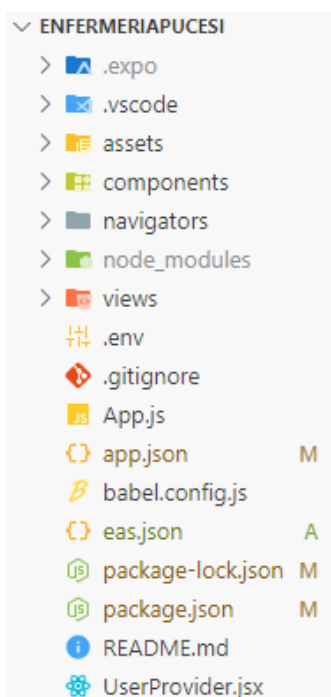 ENFERMERIAPUCESI
.expo
.vscode
assets
components
navigators
node_modules
views
.env
.gitignore
JS App.js
app.json M
babel.config.js
eas.json A
package-lock.json M
package.json M
README.md
UserProvider.jsx